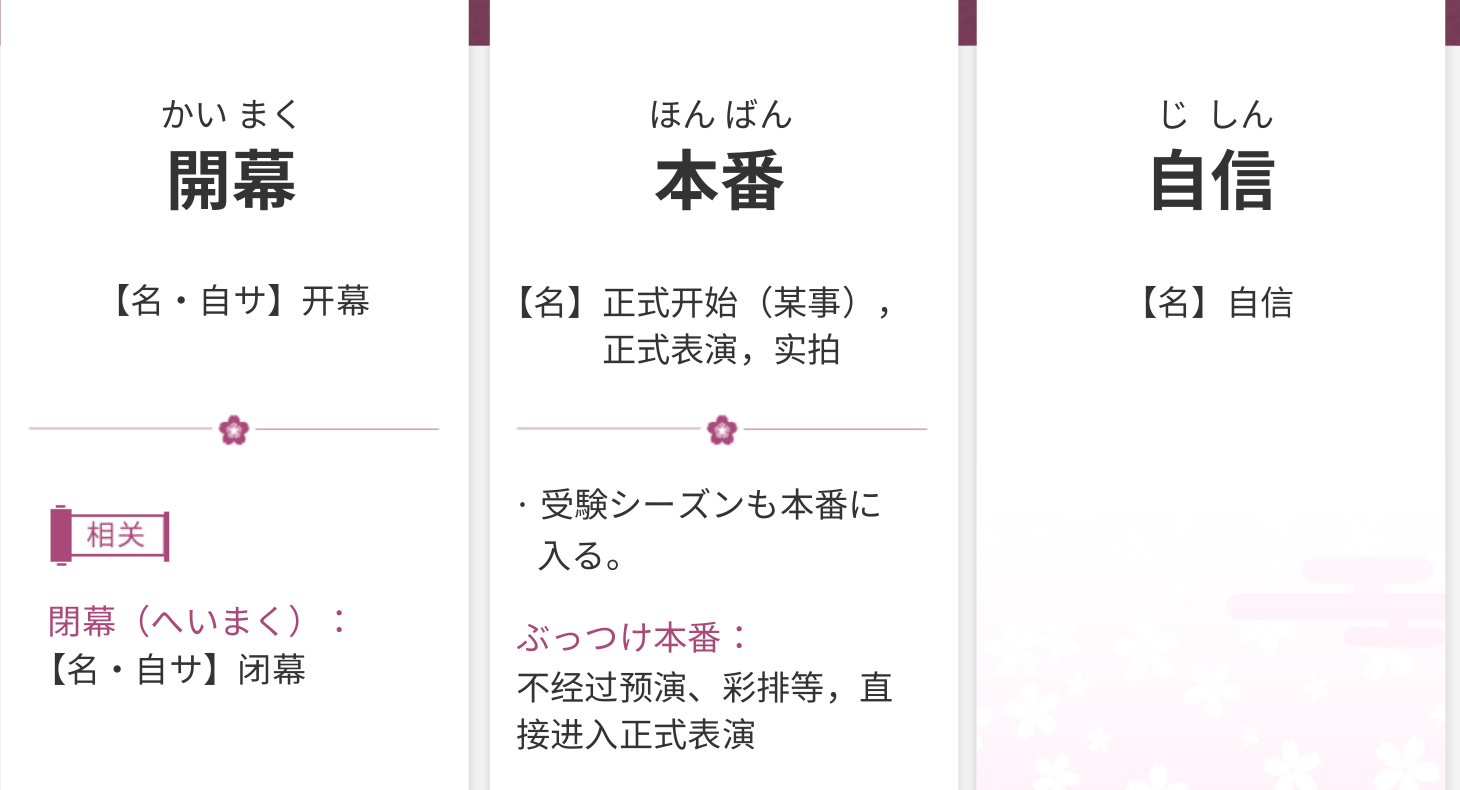 かい まく
開幕
【名・自サ】开幕
相关
閉幕（へいまく）：
【名・自サ】闭幕
ほん ばん
本番
【名】正式开始（某事），
正式表演，实拍
· 受験シーズンも本番に
入る。
ぶっつけ本番：
不经过预演、彩排等，直
接进入正式表演
じ しん
自信
【名】自信